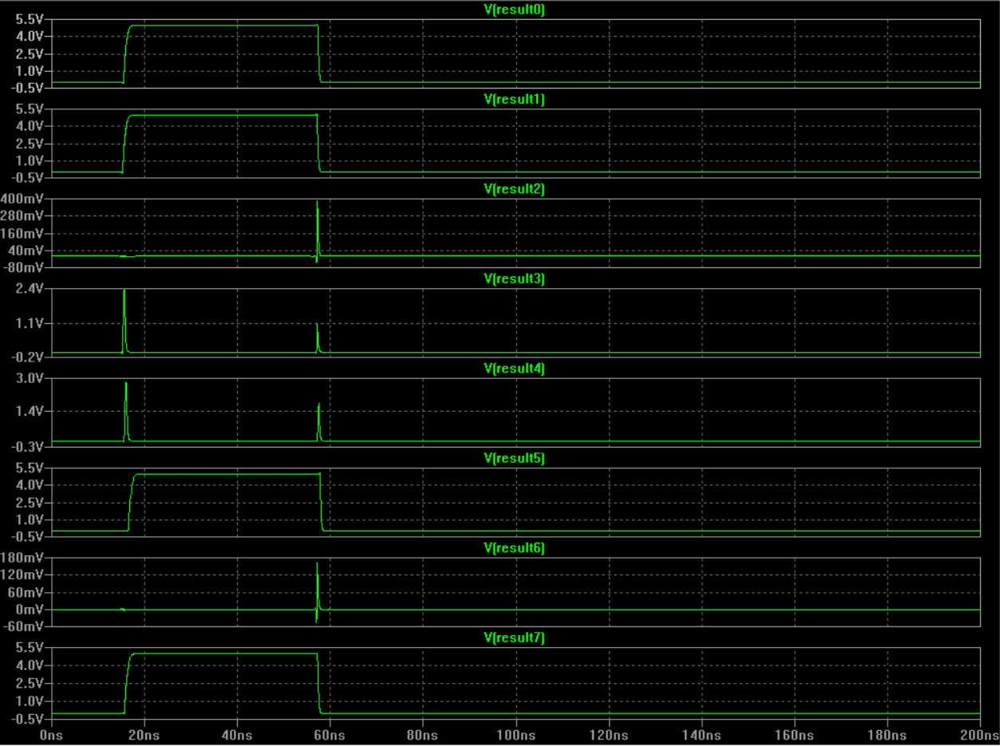 V(result0)
5.5V
4.0V
2.5V
1.0V
-0.5V
V(result1)
5.5V
4.0V
2.5V
1.0V
-0.5V
V(result2)
400mV
280mV
160mV
40mV
-80mV
V(result3)
2.4V
1.1V
-0.2V
V(result4)
3.0V
1.4V
-0.3V
V(result5)
5.5V
4.0V
2.5V
1.0V
-0.5V
V(result6)
180mV
120mV
60mV
0mV
-60mV
V(result7)
5.5V
4.0V
2.5V
1.0V
-0.5V
0ns 20ns 40ns 60ns 80ns 100ns 120ns 140ns 160ns 180ns 200ns